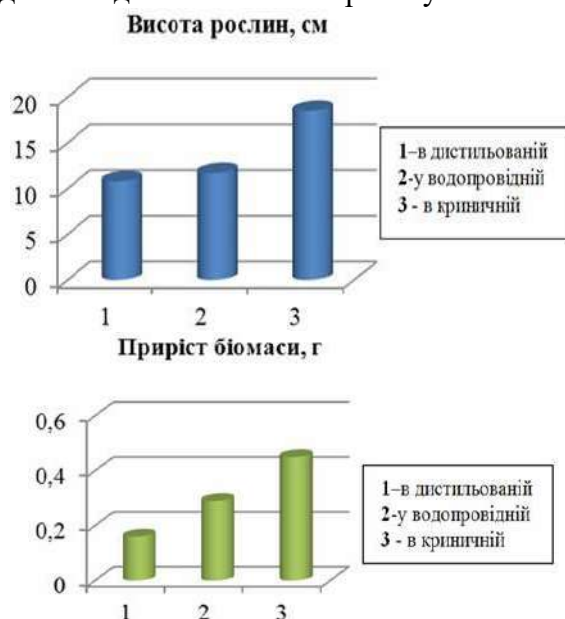 Висота рослин, см
20
15
10
5
0
1 2 3
1–в дистильованій
2-у водопровідній
3 - в криничній
Приріст біомаси, г
0,6
0,4
0,2
0
1 2 3
1–в дистильованій
2-у водопровідній
3 - в криничній